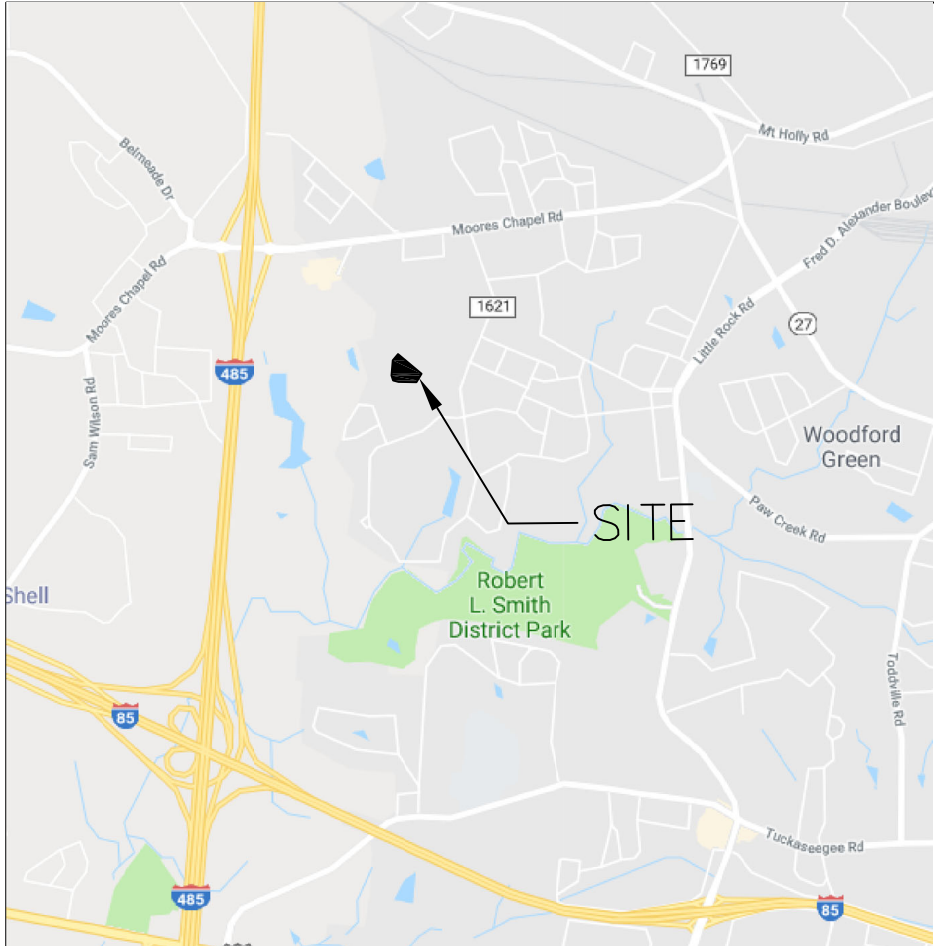 1769
Mt Holly Rd
Belmeade Dr
Moores Chapel Rd
Fred D. Alexander Boulev
Moores Chapel Rd
1621
Little Rock Rd
27
485
Sam Wilson Rd
Woodford
Green
SITE
Paw Creek Rd
Shell
Robert
L. Smith
District Park
Toddville Rd
85
Tuckaseegee Rd
485
85